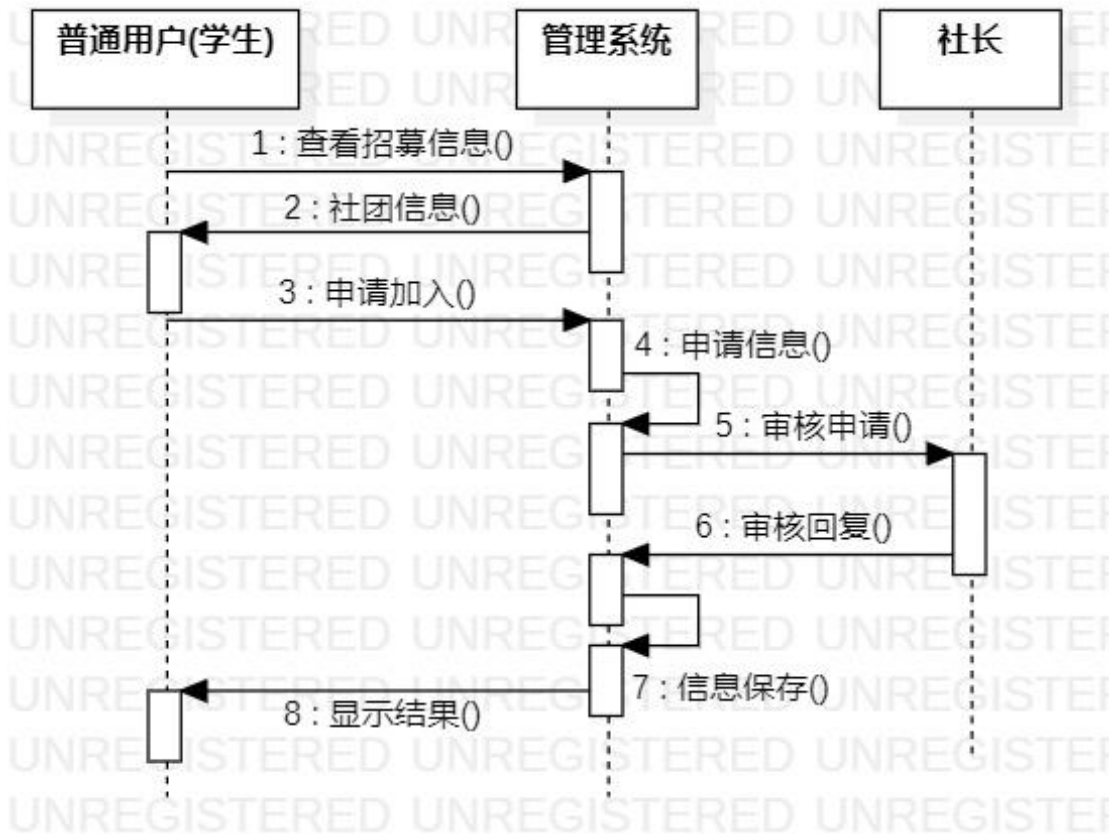 普通用户(学生)
管理系统
社长
1 : 查看招募信息()
2 : 社团信息()
3 : 申请加入()
4 : 申请信息()
5 : 审核申请()
6 : 审核回复()
7 : 信息保存()
8 : 显示结果()
UNREGISTERED